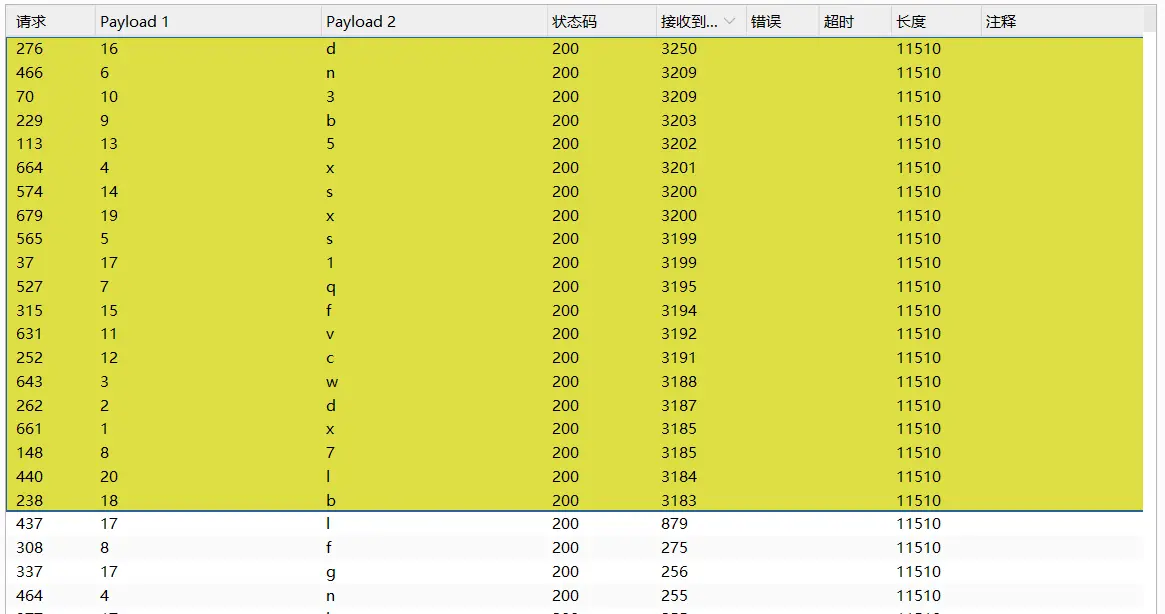 请求 Payload 1 Payload 2 状态码 接收到... 错误 超时 长度 注释
276 16 d 200 3250 11510
466 6 n 200 3209 11510
70 10 3 200 3209 11510
229 9 b 200 3203 11510
113 13 5 200 3202 11510
664 4 x 200 3201 11510
574 14 s 200 3200 11510
679 19 x 200 3200 11510
565 5 s 200 3199 11510
37 17 1 200 3199 11510
527 7 q 200 3195 11510
315 15 f 200 3194 11510
631 11 v 200 3192 11510
252 12 c 200 3191 11510
643 3 w 200 3188 11510
262 2 d 200 3187 11510
661 1 x 200 3185 11510
148 8 7 200 3185 11510
440 20 l 200 3184 11510
238 18 b 200 3183 11510
437 17 l 200 879 11510
308 8 f 200 275 11510
337 17 g 200 256 11510
464 4 n 200 255 11510